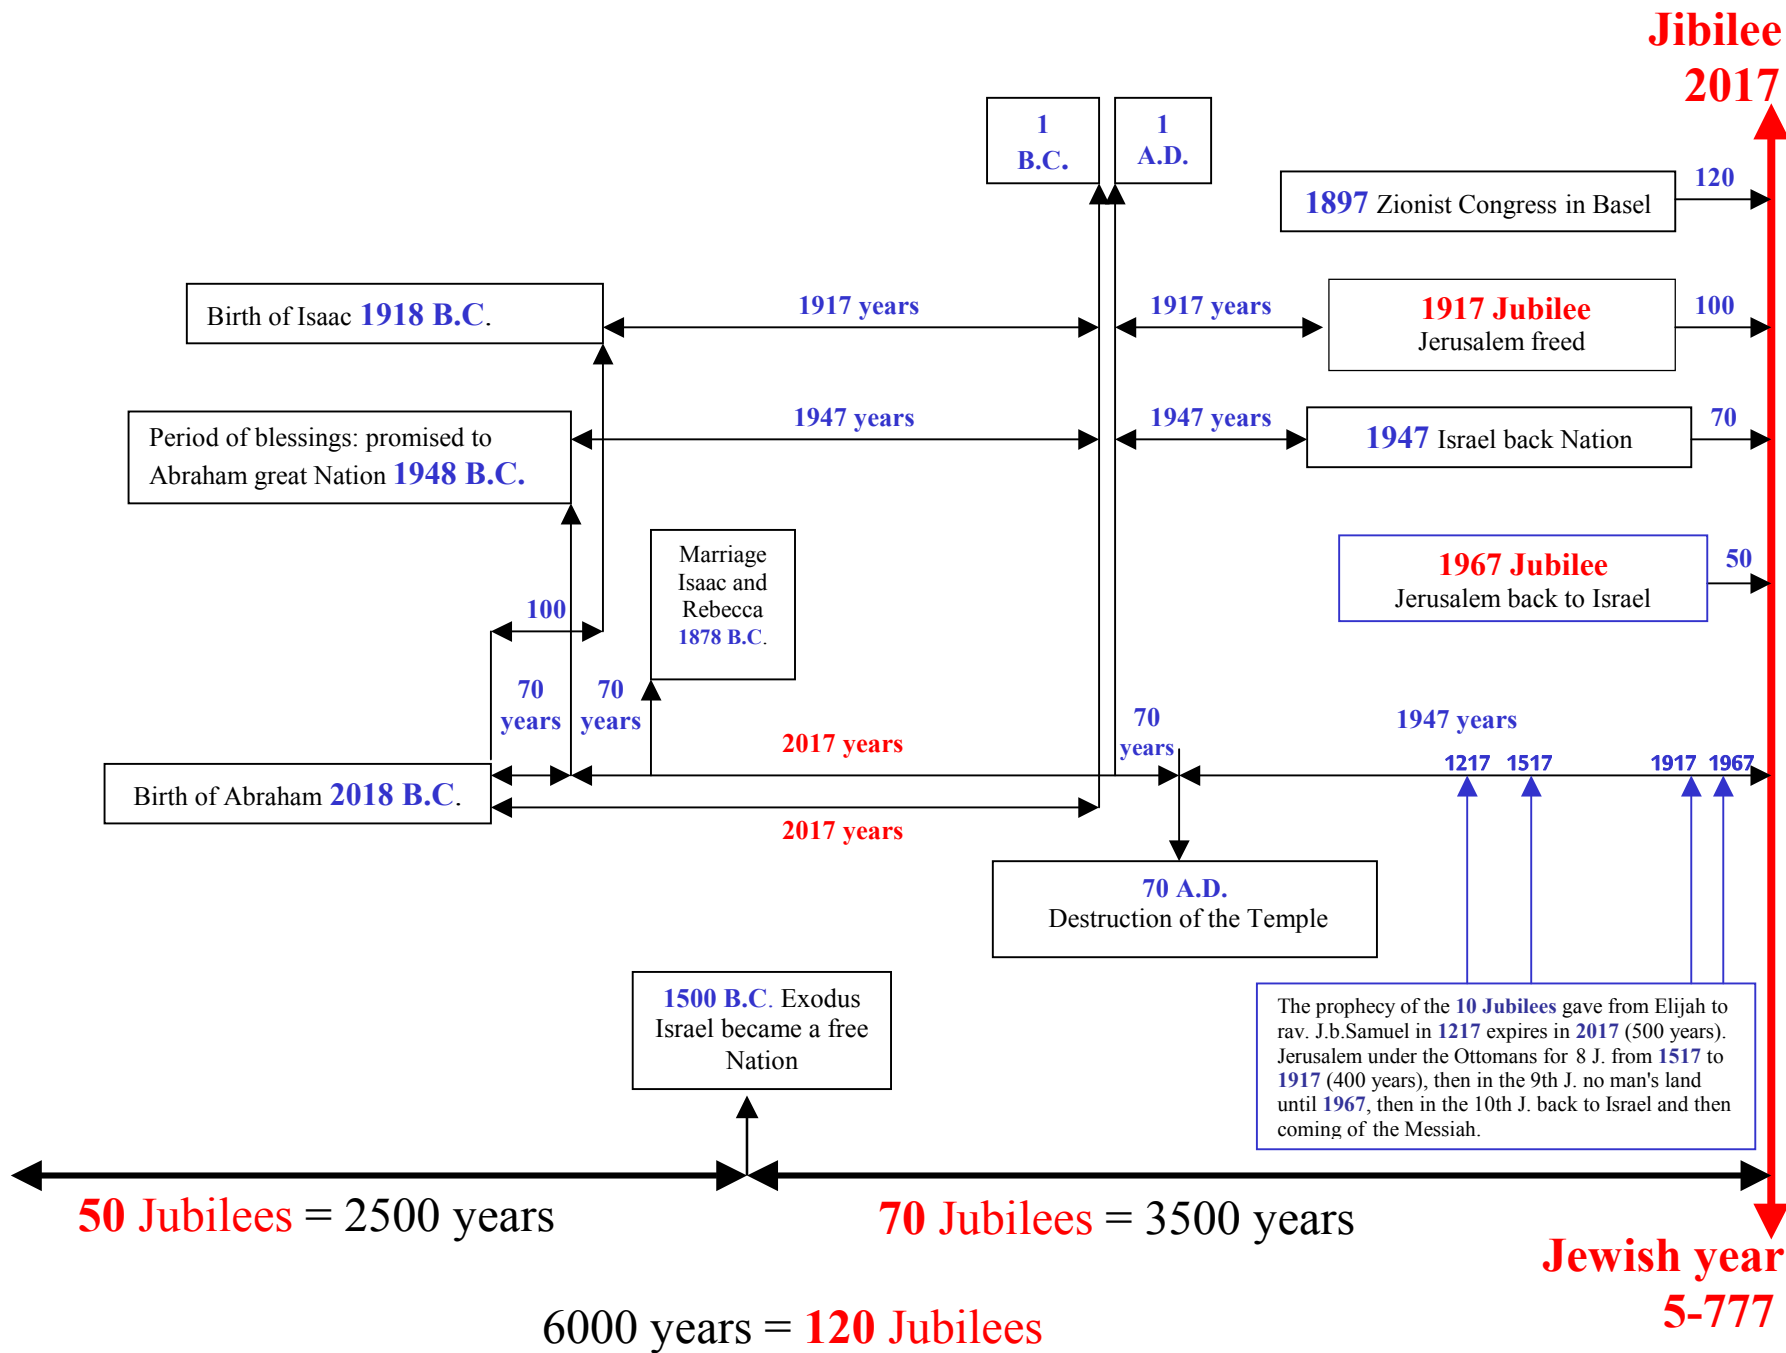 Jibilee
2017
1
B.C.
1
A.D.
120
1897 Zionist Congress in Basel
Birth of Isaac 1918 B.C.
1917 years
1917 years
1917 Jubilee
Jerusalem freed
100
Period of blessings: promised to
Abraham great Nation 1948 B.C.
1947 years
1947 years
1947 Israel back Nation
70
Marriage
Isaac and
Rebecca
1878 B.C.
1967 Jubilee
Jerusalem back to Israel
50
100
70
years
70
years
2017 years
70
years
1947 years
1217
1517
1917
1967
Birth of Abraham 2018 B.C.
2017 years
70 A.D.
Destruction of the Temple
1500 B.C. Exodus
Israel became a free
Nation
The prophecy of the 10 Jubilees gave from Elijah to
rav. J.b.Samuel in 1217 expires in 2017 (500 years).
Jerusalem under the Ottomans for 8 J. from 1517 to
1917 (400 years), then in the 9th J. no man's land
until 1967, then in the 10th J. back to Israel and then
coming of the Messiah.
50 Jubilees = 2500 years
70 Jubilees = 3500 years
Jewish year
5-777
6000 years = 120 Jubilees